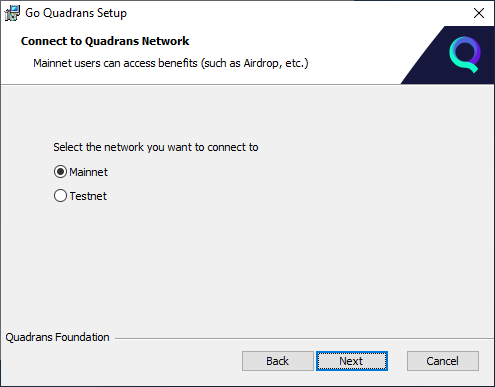 Go Quadrans Setup
Connect to Quadrans Network
Mainnet users can access benefits (such as Airdrop, etc.)
Select the network you want to connect to
Mainnet
Testnet
Quadrans Foundation
Back Next Cancel